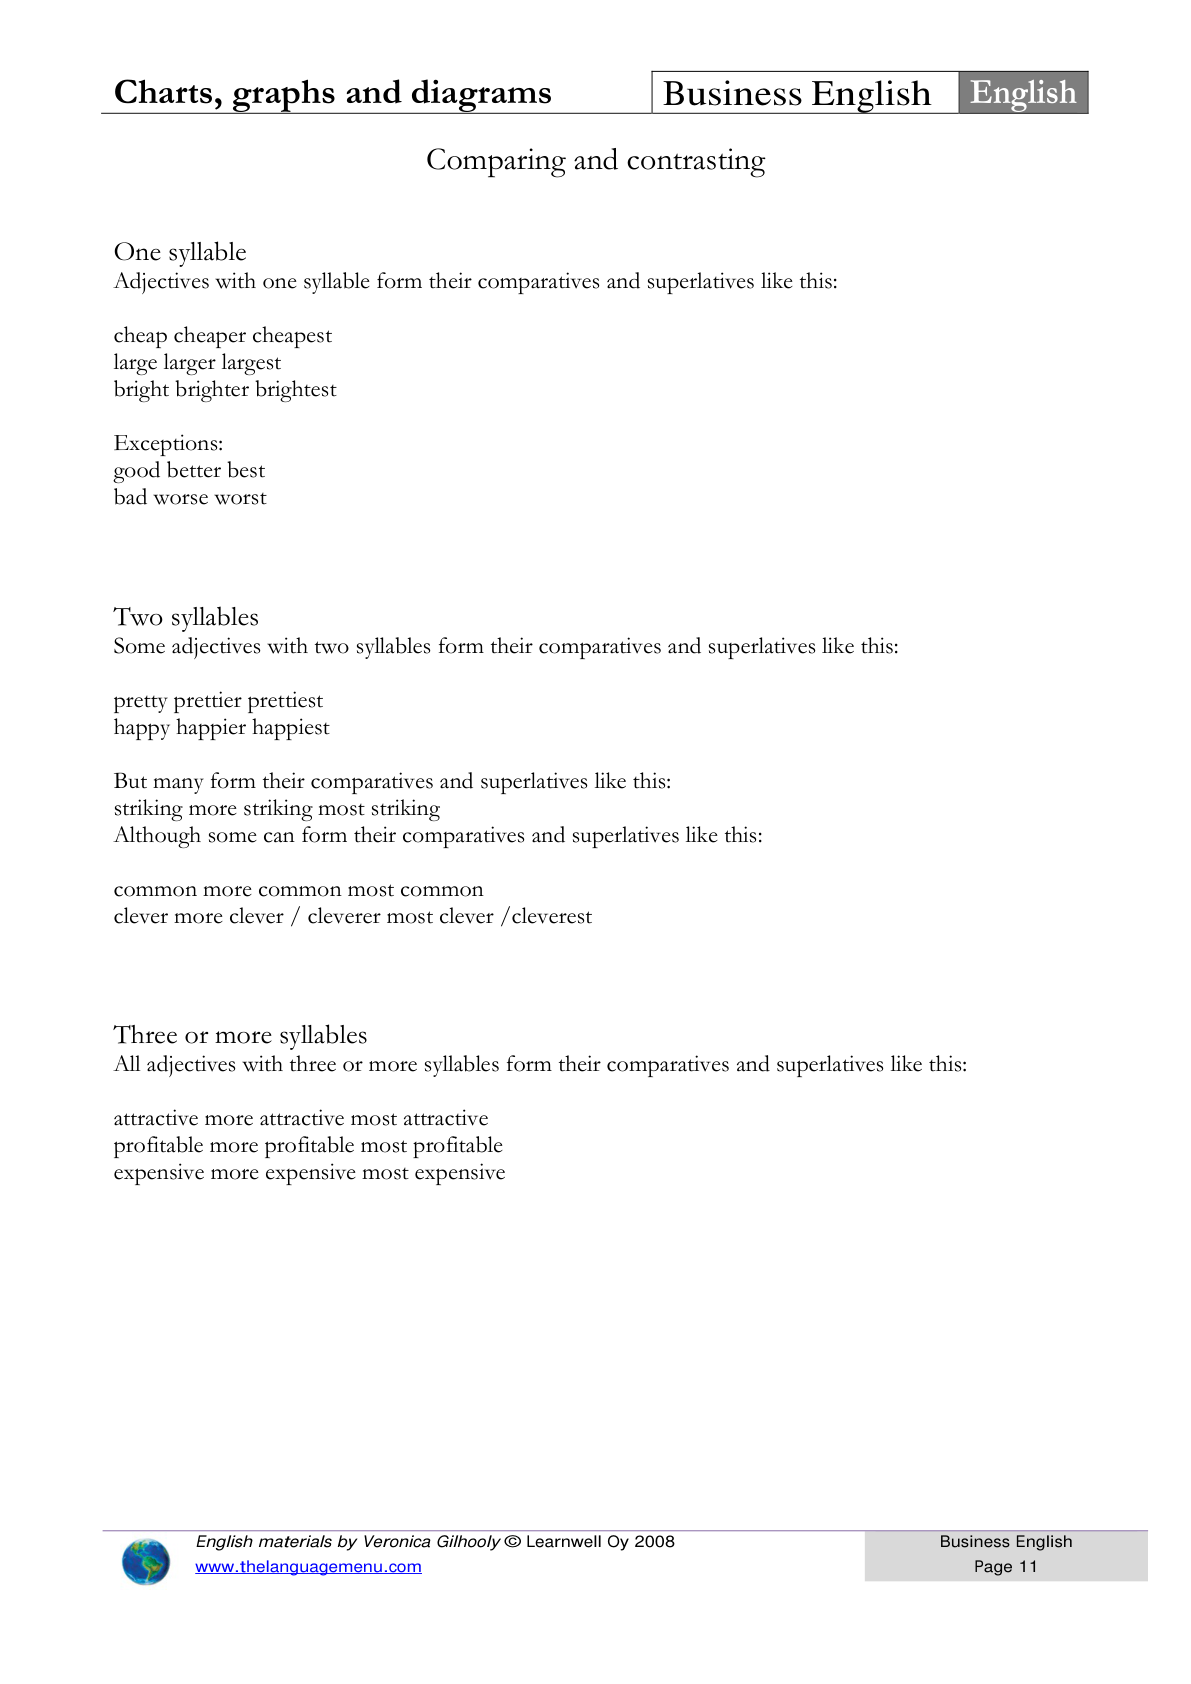 Charts, graphs and diagrams Business English English
Comparing and contrasting
One syllable
Adjectives with one syllable form their comparatives and superlatives like this:
cheap cheaper cheapest
large larger largest
bright brighter brightest
Exceptions:
good better best
bad worse worst
Two syllables
Some adjectives with two syllables form their comparatives and superlatives like this:
pretty prettier prettiest
happy happier happiest
But many form their comparatives and superlatives like this:
striking more striking most striking
Although some can form their comparatives and superlatives like this:
common more common most common
clever more clever / cleverer most clever /cleverest
Three or more syllables
All adjectives with three or more syllables form their comparatives and superlatives like this:
attractive more attractive most attractive
profitable more profitable most profitable
expensive more expensive most expensive
English materials by Veronica Gilhooly © Learnwell Oy 2008
www.thelanguagemenu.com
Business English
Page 11